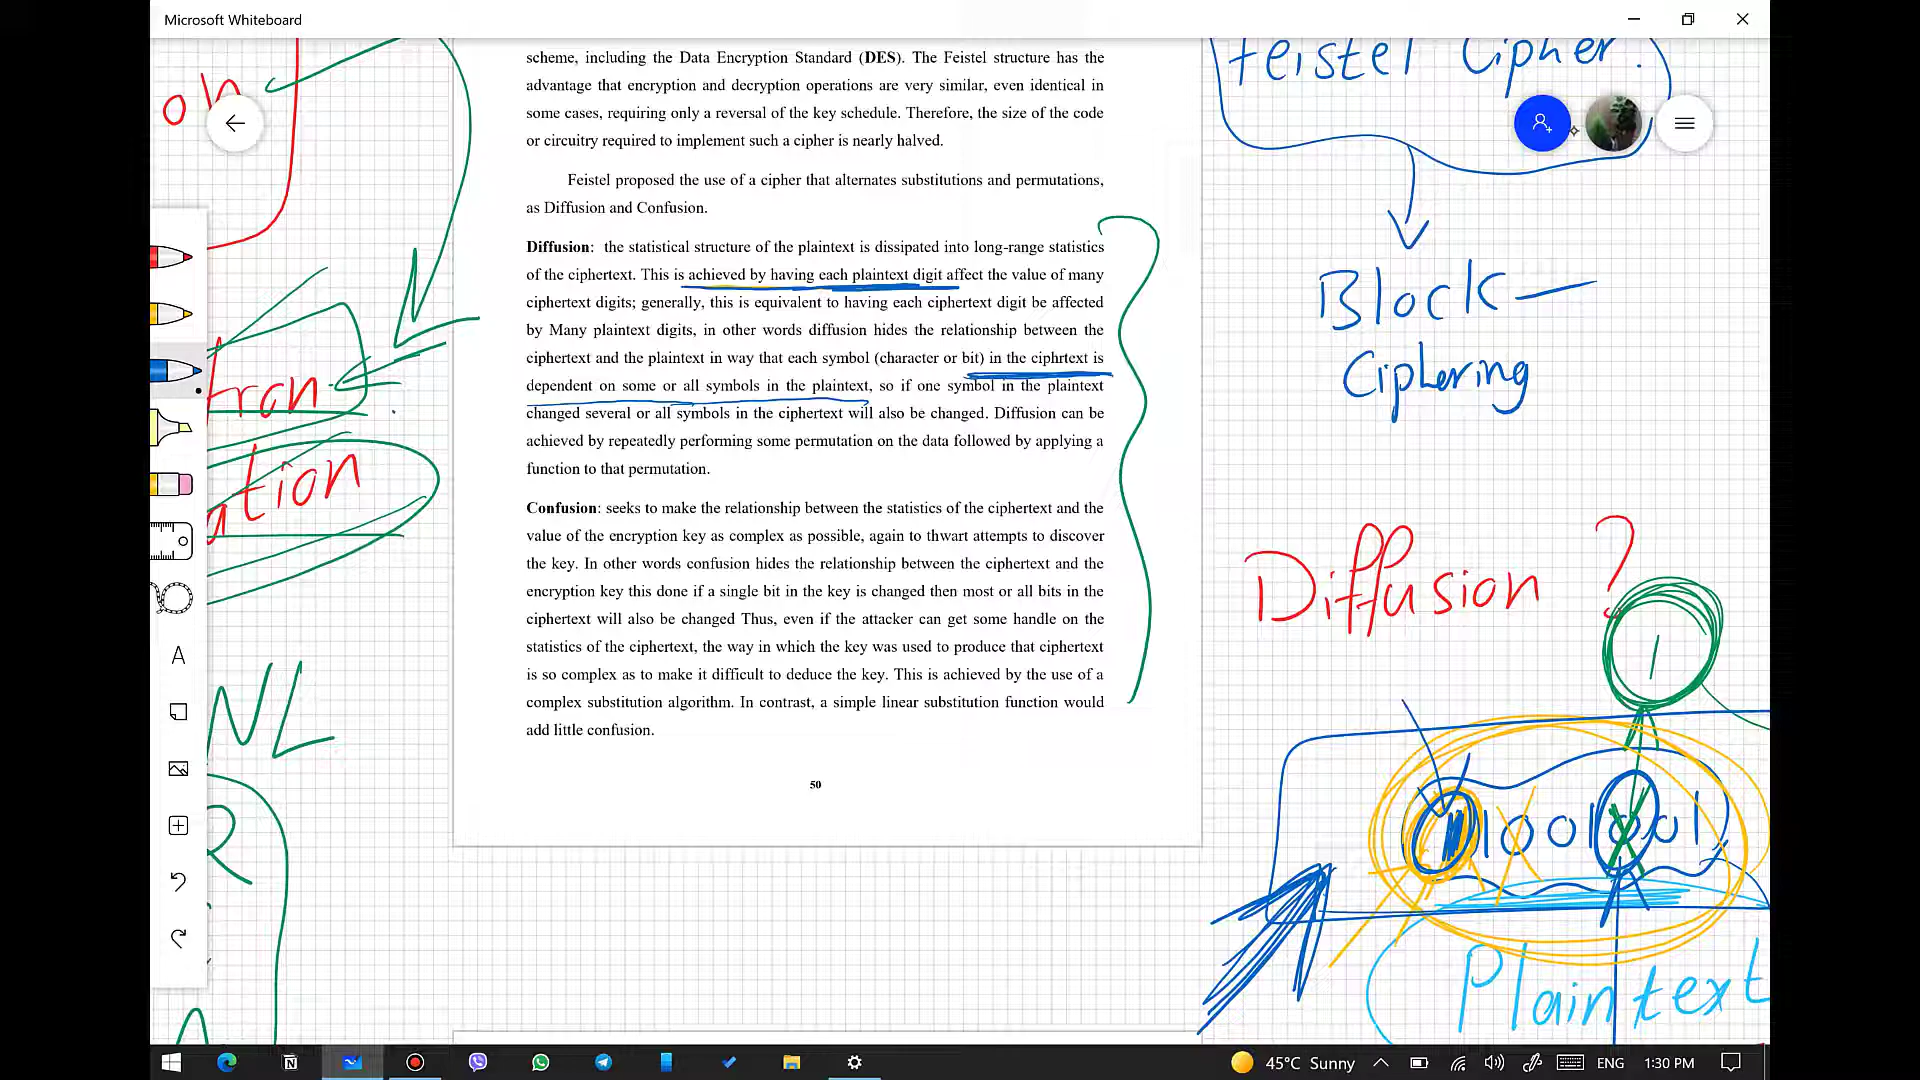 Microsoft Whiteboard
scheme, including the Data Encryption Standard (DES). The Feistel structure has the
advantage that encryption and decryption operations are very similar, even identical in
some cases, requiring only a reversal of the key schedule. Therefore, the size of the code
or circuitry required to implement such a cipher is nearly halved.
Feistel proposed the use of a cipher that alternates substitutions and permutations,
as Diffusion and Confusion.
Diffusion: the statistical structure of the plaintext is dissipated into long-range statistics
of the ciphertext. This is achieved by having each plaintext digit affect the value of many
ciphertext digits; generally, this is equivalent to having each ciphertext digit be affected
by Many plaintext digits, in other words diffusion hides the relationship between the
ciphertext and the plaintext in way that each symbol (character or bit) in the ciphrtext is
dependent on some or all symbols in the plaintext, so if one symbol in the plaintext
changed several or all symbols in the ciphertext will also be changed. Diffusion can be
achieved by repeatedly performing some permutation on the data followed by applying a
function to that permutation.
Confusion: seeks to make the relationship between the statistics of the ciphertext and the
value of the encryption key as complex as possible, again to thwart attempts to discover
the key. In other words confusion hides the relationship between the ciphertext and the
encryption key this done if a single bit in the key is changed then most or all bits in the
ciphertext will also be changed Thus, even if the attacker can get some handle on the
statistics of the ciphertext, the way in which the key was used to produce that ciphertext
is so complex as to make it difficult to deduce the key. This is achieved by the use of a
complex substitution algorithm. In contrast, a simple linear substitution function would
add little confusion.
50
on
tion
NL
R
A
Feistel Cipher.
Block—
Ciphering
Diffusion ?
1
Plaintext
45°C Sunny
ENG
1:30 PM